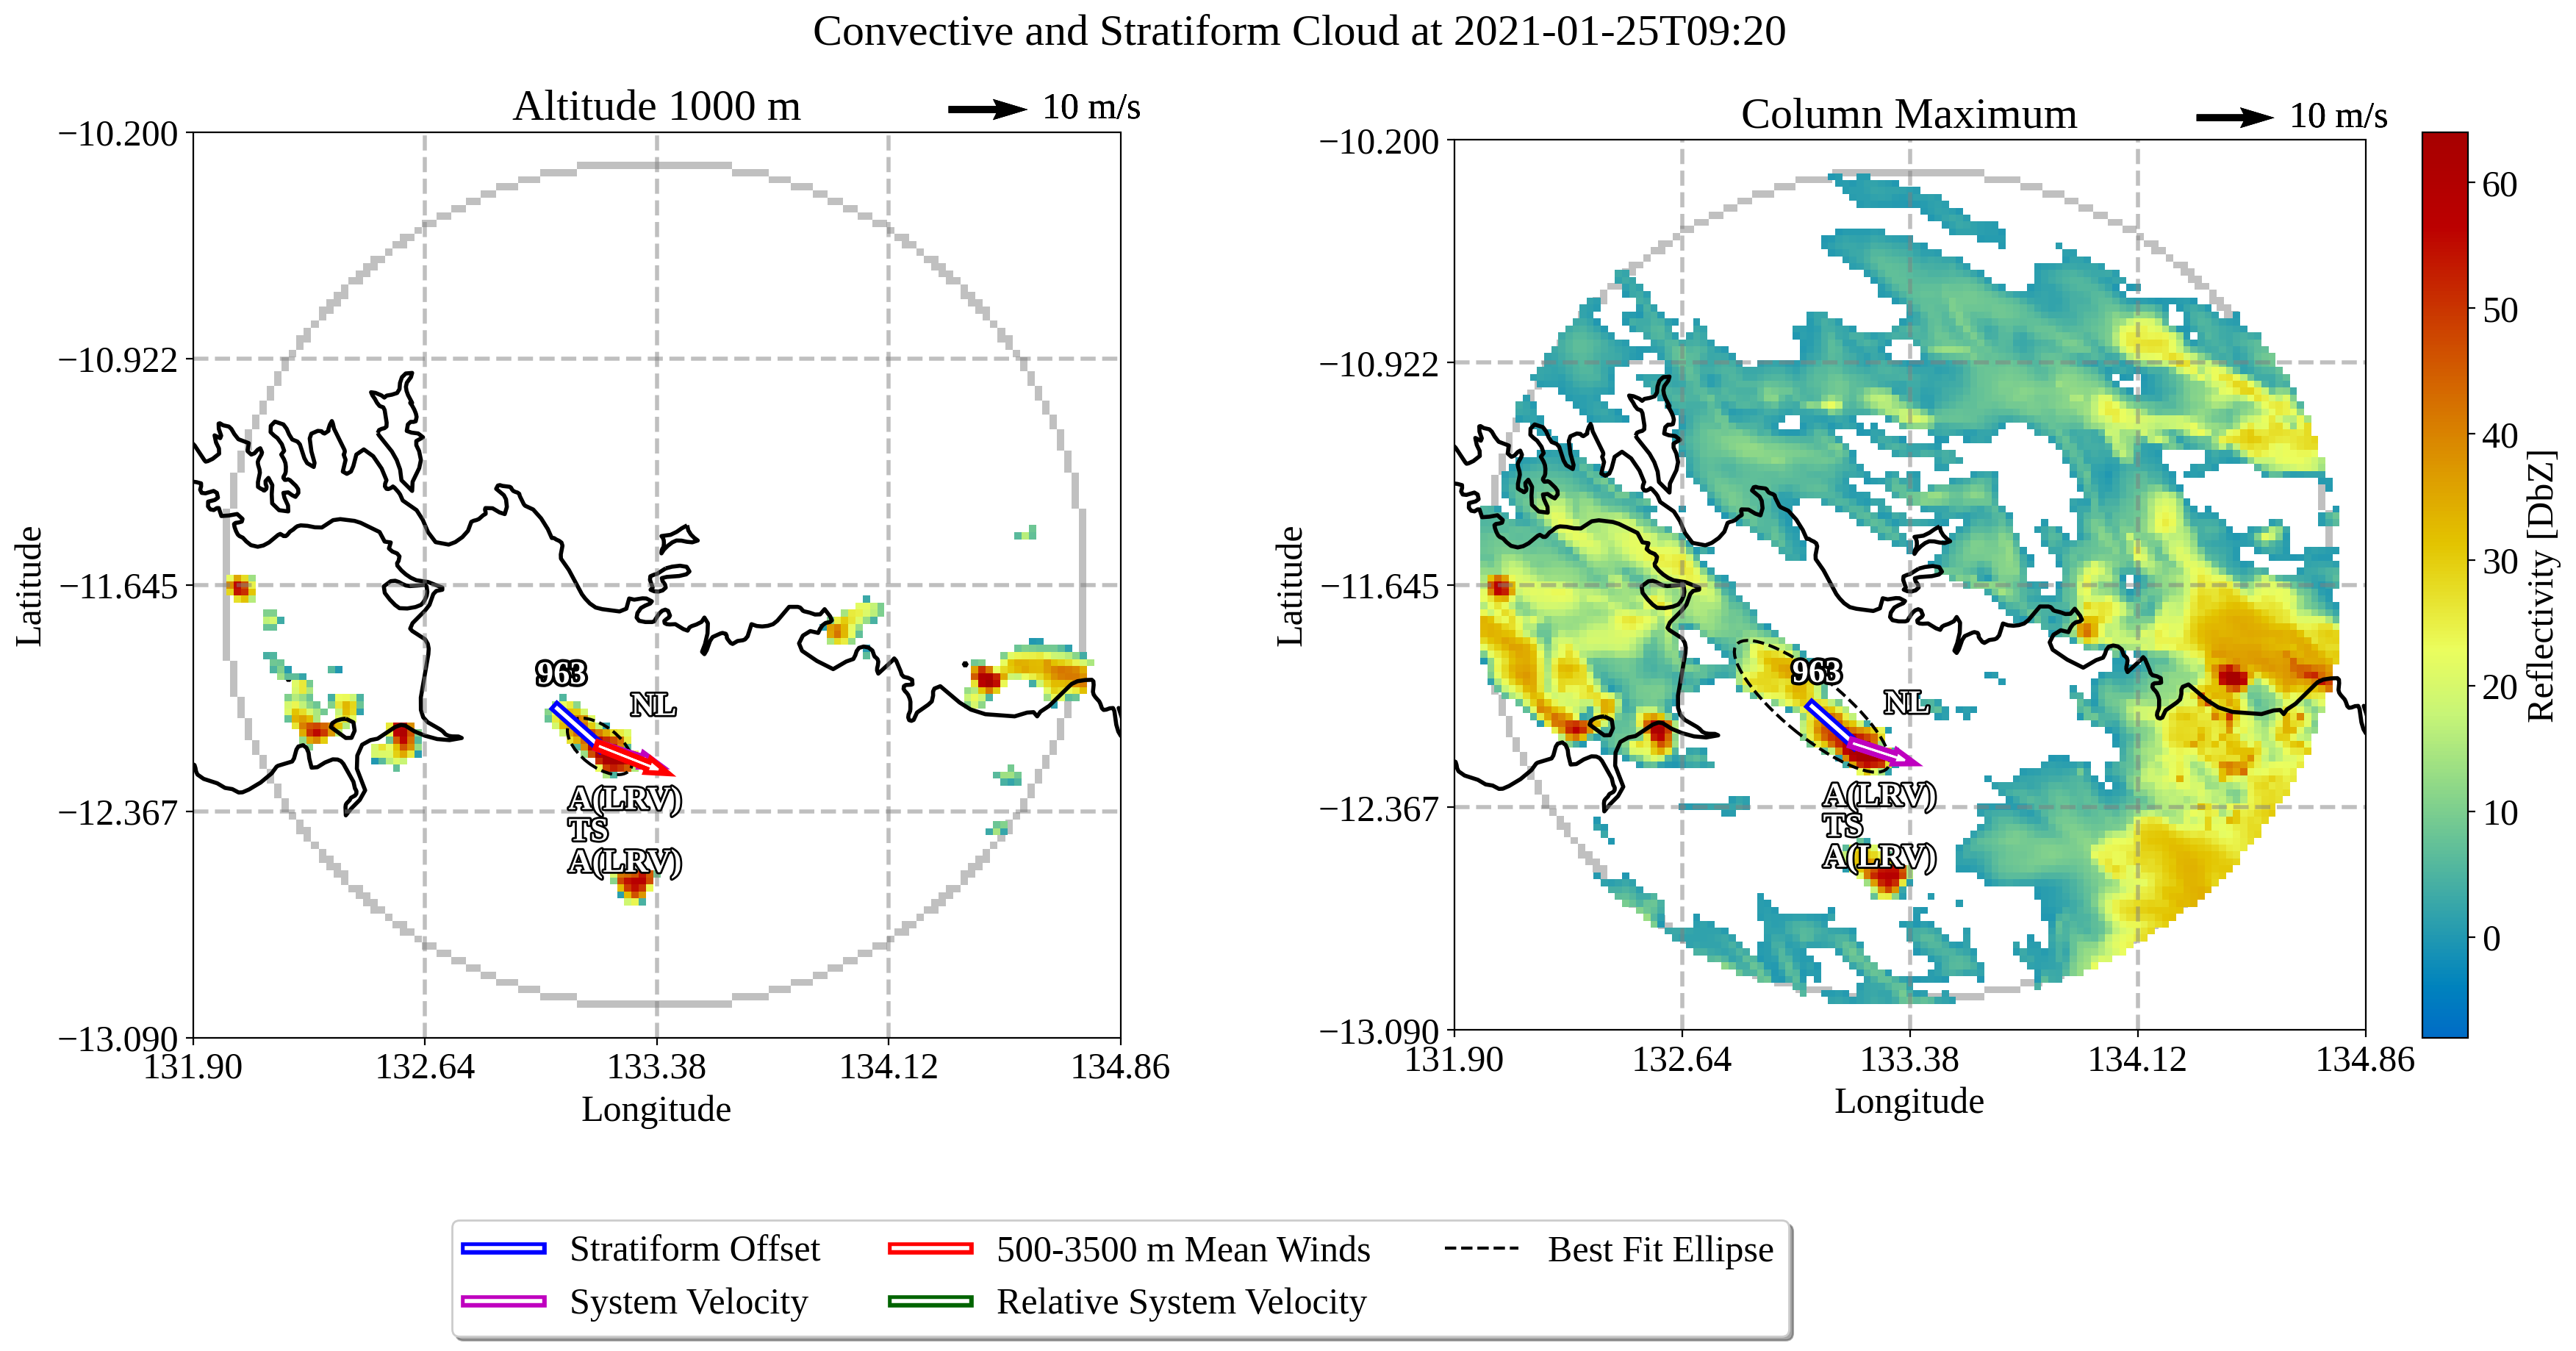 Convective and Stratiform Cloud at 2021-01-25T09:20
Altitude 1000 m
10 m/s
−10.200
−10.922
−11.645
−12.367
−13.090
Latitude
131.90
132.64
133.38
134.12
134.86
Longitude
963
NL
A(LRV)
TS
A(LRV)
Column Maximum
10 m/s
−10.200
−10.922
−11.645
−12.367
−13.090
Latitude
131.90
132.64
133.38
134.12
134.86
Longitude
963
NL
A(LRV)
TS
A(LRV)
60
50
40
30
20
10
0
Reflectivity [DbZ]
Stratiform Offset
System Velocity
500-3500 m Mean Winds
Relative System Velocity
Best Fit Ellipse